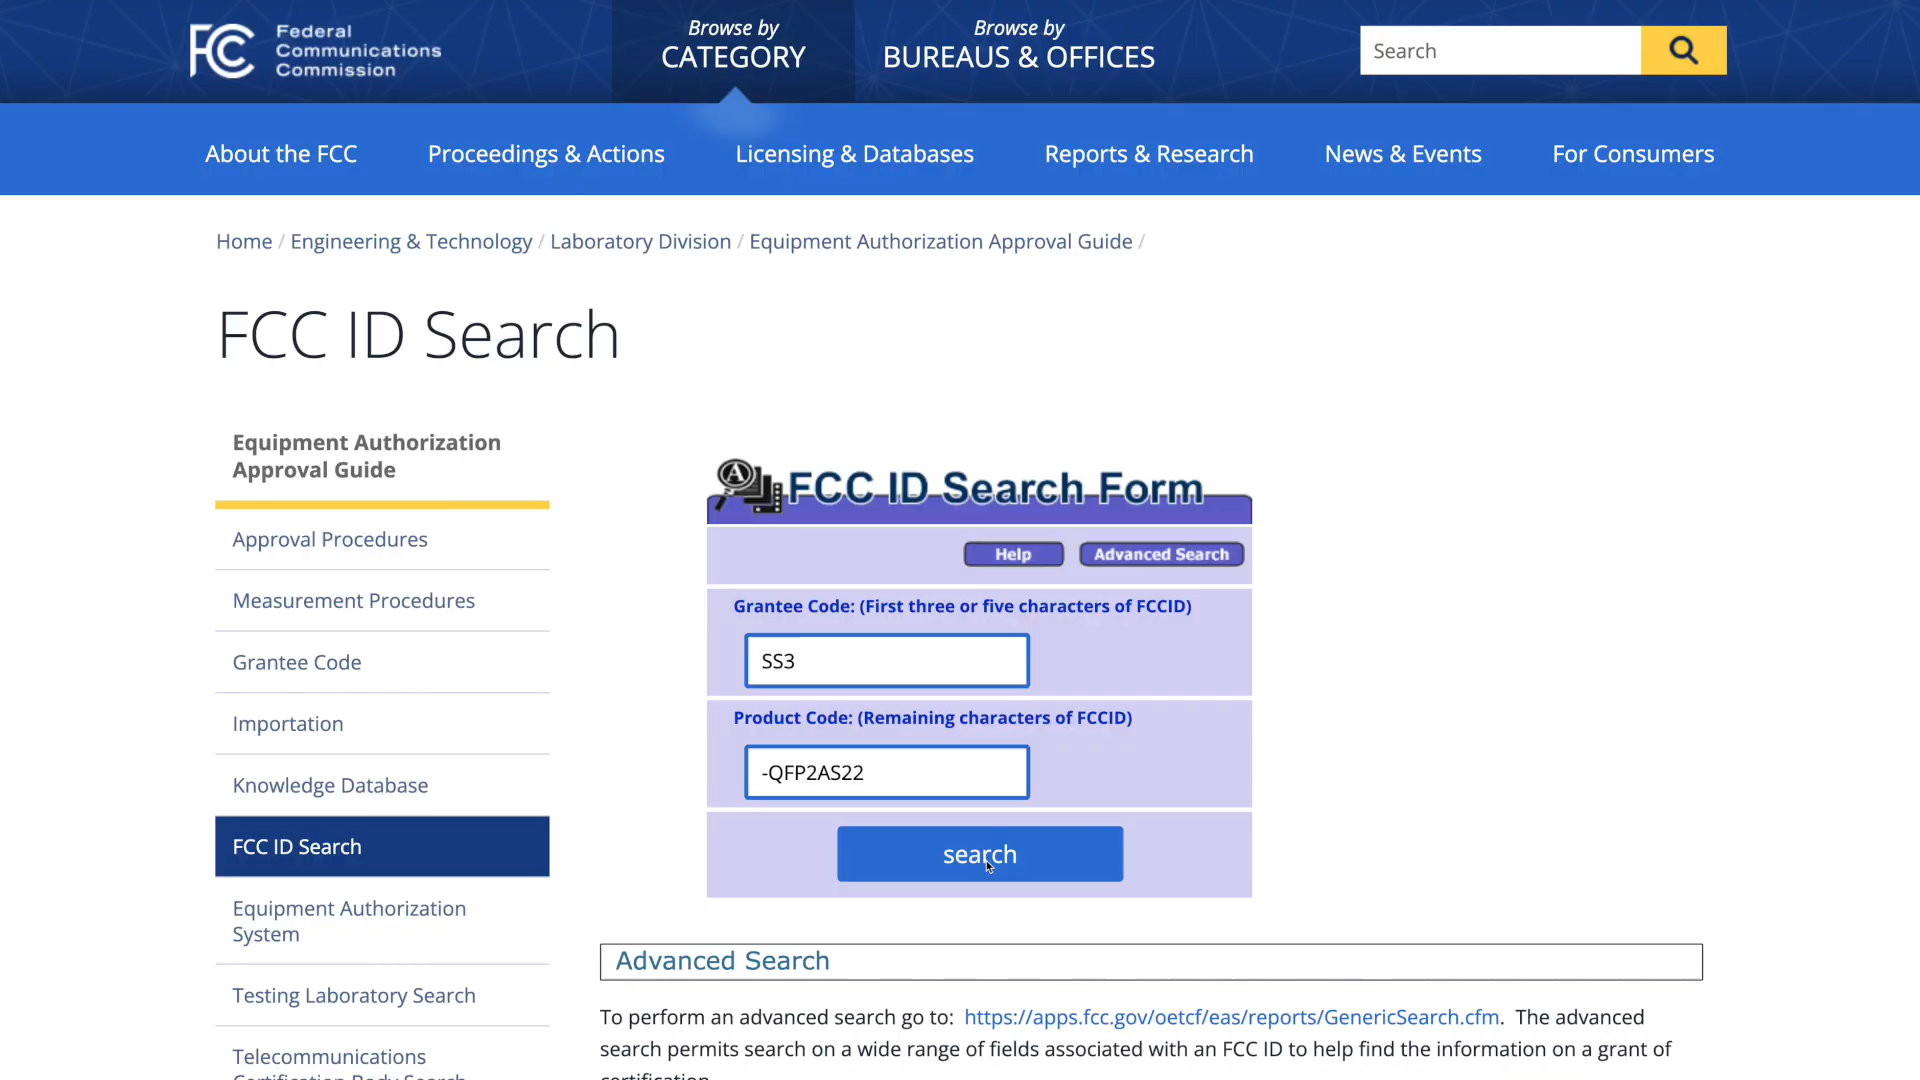 Federal
Communications
Commission
FCC
Browse by
CATEGORY
Browse by
BUREAUS & OFFICES
Search
About the FCC
Proceedings & Actions
Licensing & Databases
Reports & Research
News & Events
For Consumers
Home / Engineering & Technology / Laboratory Division / Equipment Authorization Approval Guide /
FCC ID Search
Equipment Authorization
Approval Guide
Approval Procedures
Measurement Procedures
Grantee Code
Importation
Knowledge Database
FCC ID Search
Equipment Authorization
System
Testing Laboratory Search
Telecommunications
Certification Body Search
A
FCC ID Search Form
Help
Advanced Search
Grantee Code: (First three or five characters of FCCID)
SS3
Product Code: (Remaining characters of FCCID)
-QFP2AS22
search
Advanced Search
To perform an advanced search go to: https://apps.fcc.gov/oetcf/eas/reports/GenericSearch.cfm. The advanced
search permits search on a wide range of fields associated with an FCC ID to help find the information on a grant of
certification.